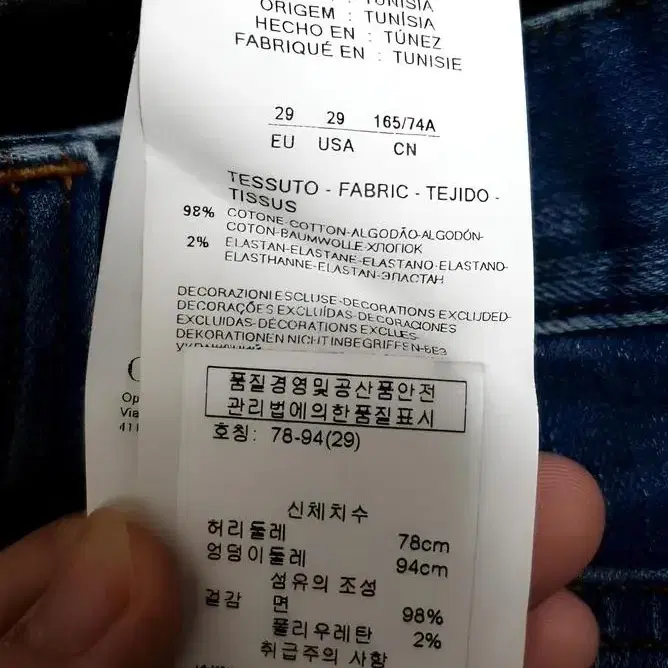 : TUNISIA
ORIGEM : TUNÍSIA
HECHO EN : TÚNEZ
FABRIQUÉ EN : TUNISIE
29 29 165/74A
EU USA CN
TESSUTO - FABRIC - TEJIDO -
TISSUS
98% COTONE-COTTON-ALGODÃO-ALGODÓN-
COTON-BAUMWOLLE-ХЛОПОК
2% ELASTAN-ELASTANE-ELASTANO-ELASTANO-
ELASTHANNE-ELASTAN-ЭЛАСТАН
DECORAZIONI ESCLUSE-DECORATIONS EXCLUDED-
DECORAÇÕES EXCLUÍDAS-DECORACIONES
EXCLUIDAS-DÉCORATIONS EXCLUES-
DEKORATIONEN NICHT INBEGRIFFEN-БЕЗ
Op
Via
411
품질경영및공산품안전
관리법에의한품질표시
호칭: 78-94(29)
신체치수
허리둘레 78cm
엉덩이둘레 94cm
섬유의 조성
겉감 면 98%
폴리우레탄 2%
취급주의 사항